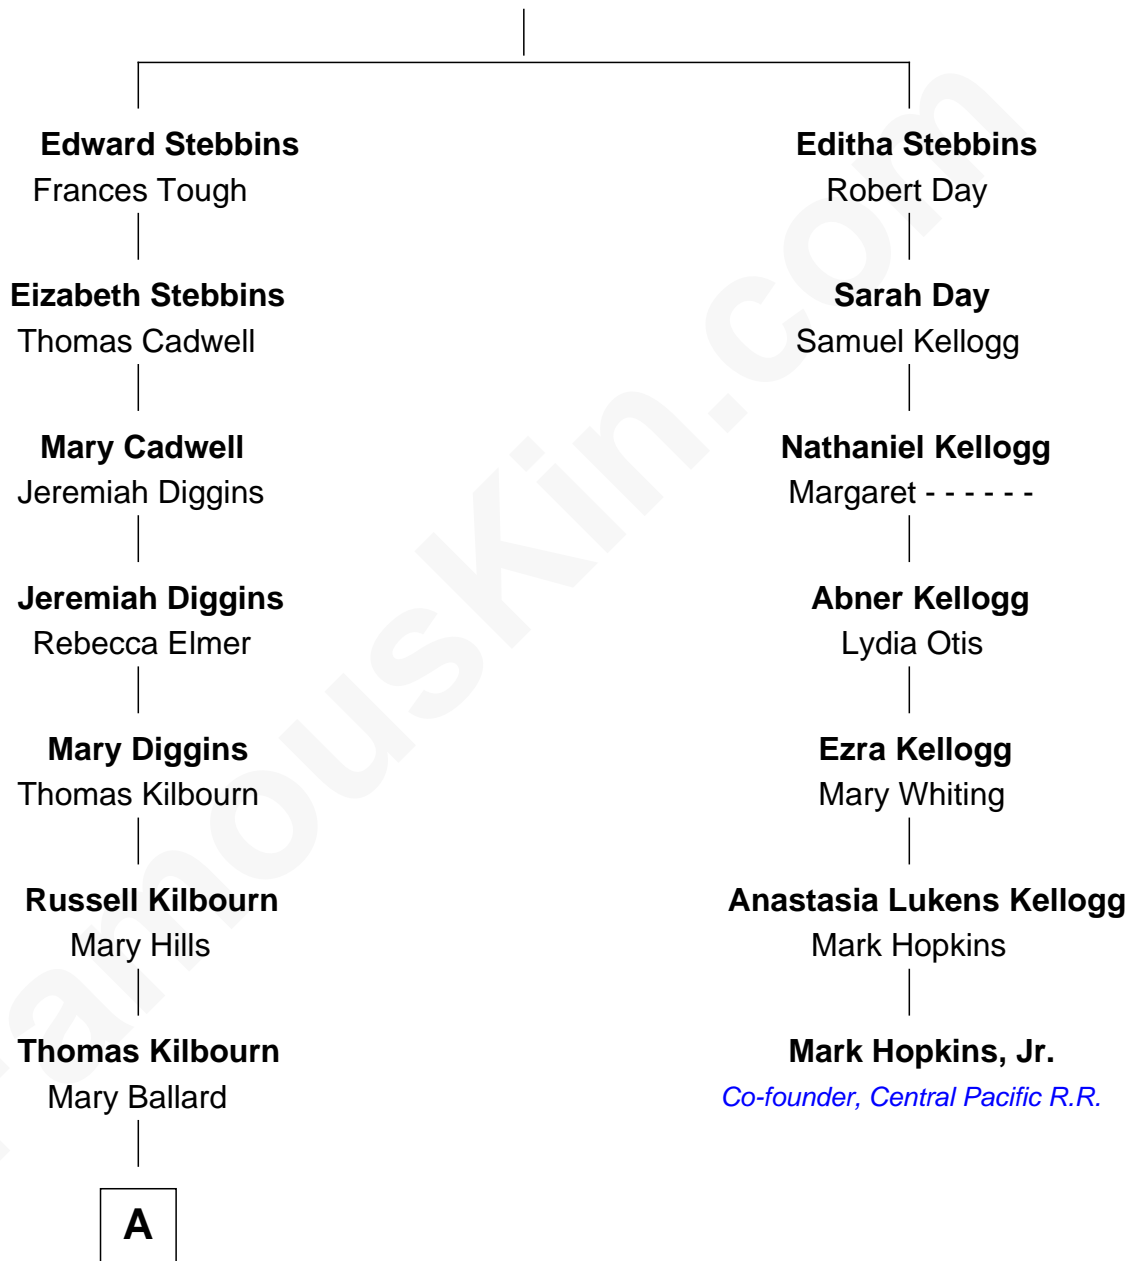 Edward Stebbins
Frances Tough
Eizabeth Stebbins
Thomas Cadwell
Mary Cadwell
Jeremiah Diggins
Jeremiah Diggins
Rebecca Elmer
Mary Diggins
Thomas Kilbourn
Russell Kilbourn
Mary Hills
Thomas Kilbourn
Mary Ballard
A
Editha Stebbins
Robert Day
Sarah Day
Samuel Kellogg
Nathaniel Kellogg
Margaret - - - - - -
Abner Kellogg
Lydia Otis
Ezra Kellogg
Mary Whiting
Anastasia Lukens Kellogg
Mark Hopkins
Mark Hopkins, Jr.
Co-founder, Central Pacific R.R.
FamousKin.com